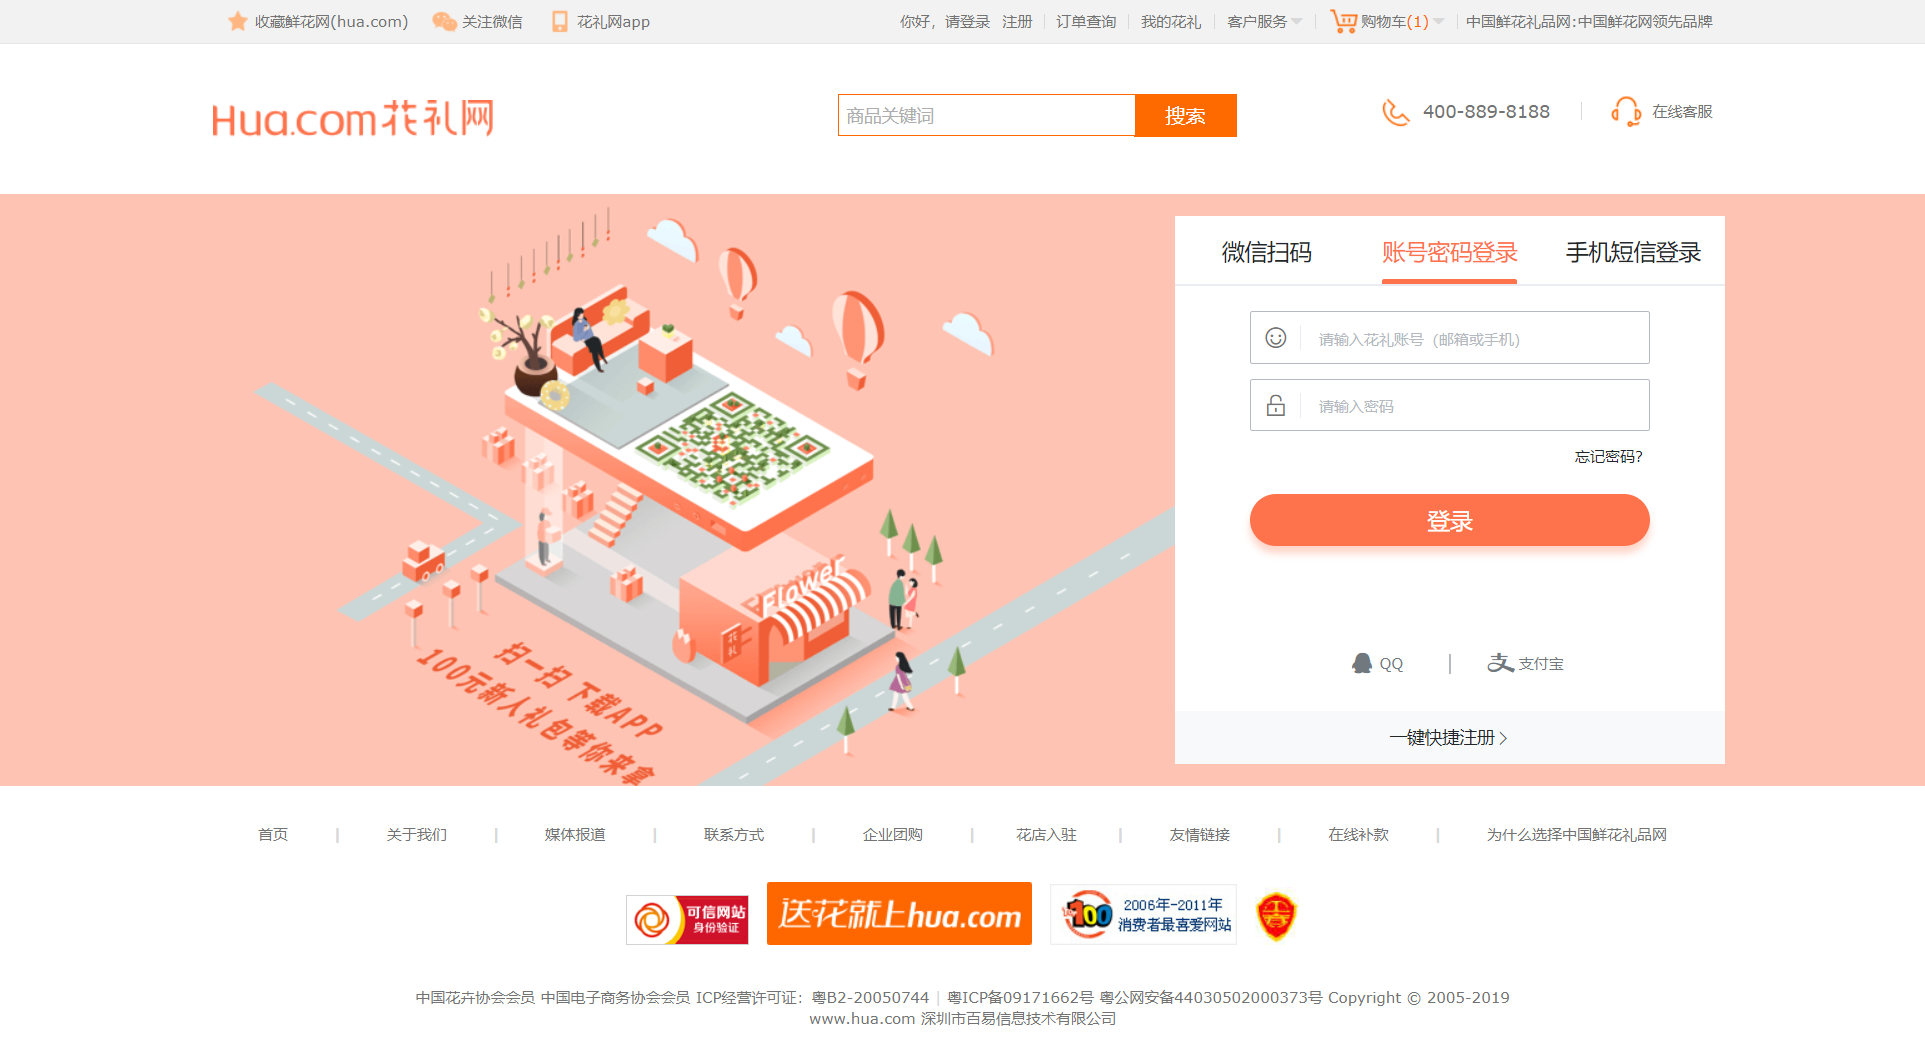 收藏鲜花网(hua.com) 关注微信 花礼网app 你好，请登录 注册 订单查询 我的花礼 客户服务 购物车(1) 中国鲜花礼品网:中国鲜花网领先品牌
Hua.com花礼网 商品关键词 搜索 400-889-8188 在线客服
微信扫码 账号密码登录 手机短信登录
请输入花礼账号（邮箱或手机）
请输入密码
忘记密码?
登录
QQ | 支付宝
一键快捷注册
Flower
花礼
扫一扫 下载APP
100元新人礼包等你来拿
首页 | 关于我们 | 媒体报道 | 联系方式 | 企业团购 | 花店入驻 | 友情链接 | 在线补款 | 为什么选择中国鲜花礼品网
可信网站
身份验证
送花就上hua.com
100
2006年-2011年
消费者最喜爱网站
中国花卉协会会员 中国电子商务协会会员 ICP经营许可证：粤B2-20050744 | 粤ICP备09171662号 粤公网安备44030502000373号 Copyright © 2005-2019
www.hua.com 深圳市百易信息技术有限公司